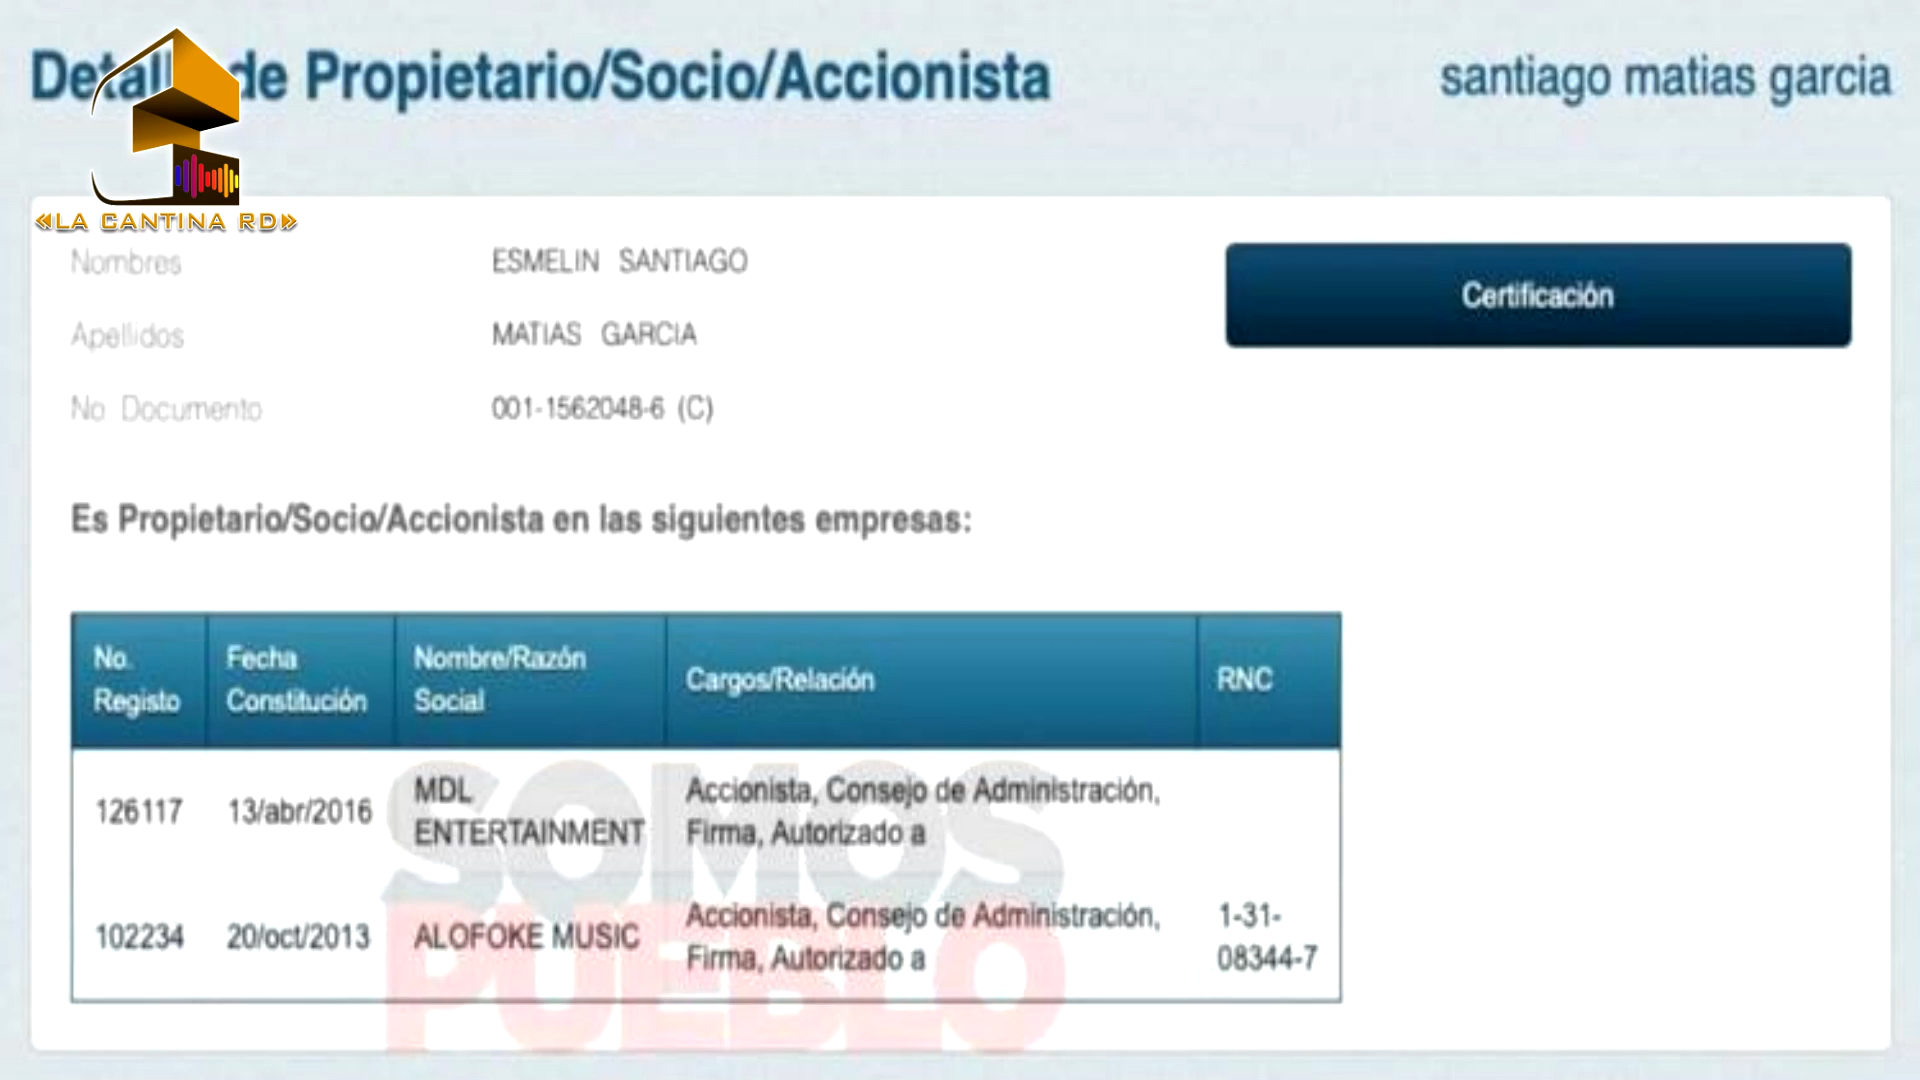 Detalle de Propietario/Socio/Accionista
santiago matias garcia
«LA CANTINA RD»
Nombres ESMELIN SANTIAGO
Certificación
Apellidos MATIAS GARCIA
No Documento 001-1562048-6 (C)
Es Propietario/Socio/Accionista en las siguientes empresas:
No. Registo
Fecha Constitución
Nombre/Razón Social
Cargos/Relación
RNC
126117
13/abr/2016
MDL ENTERTAINMENT
Accionista, Consejo de Administración,
Firma, Autorizado a
102234
20/oct/2013
ALOFOKE MUSIC
Accionista, Consejo de Administración,
Firma, Autorizado a
1-31-
08344-7
SOMOS
PUEBLO